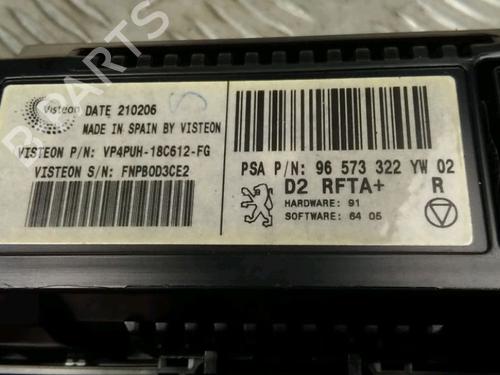 Visteon
DATE 210206
MADE IN SPAIN BY VISTEON
VISTEON P/N: VP4PUH-18C612-FG
VISTEON S/N: FNPB0D3CE2
PSA P/N: 96 573 322 YW 02
D2 RFTA+ R
HARDWARE: 91
SOFTWARE: 64 05
B-PARTS